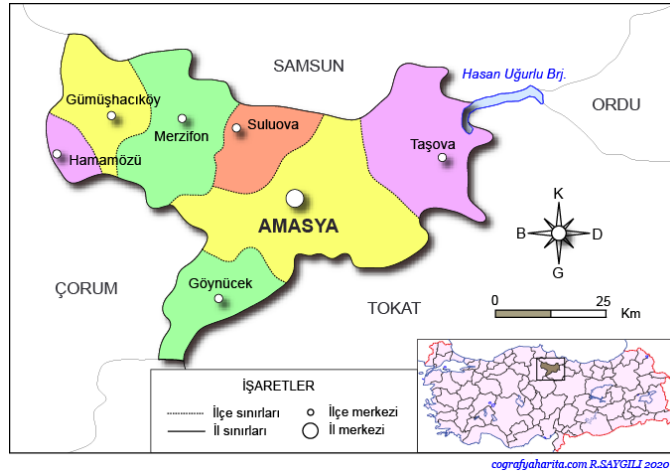 SAMSUN
Hasan Uğurlu Brj.
ORDU
Gümüşhacıköy
Merzifon
Suluova
Hamamözü
Taşova
AMASYA
K
B
D
G
ÇORUM
Göynücek
TOKAT
0
25
Km
İŞARETLER
İlçe sınırları
İlçe merkezi
İl sınırları
İl merkezi
cografyaharita.com R.SAYGILI 2020